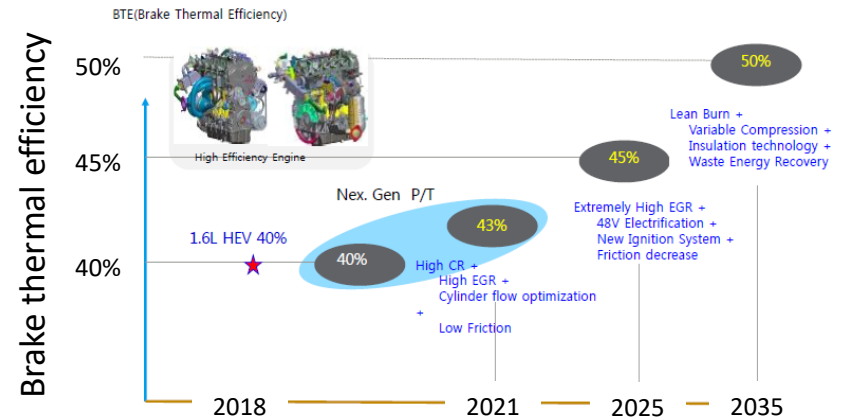 BTE(Brake Thermal Efficiency)
Brake thermal efficiency
50%
45%
40%
High Efficiency Engine
Nex. Gen P/T
1.6L HEV 40%
40%
43%
45%
50%
High CR +
High EGR +
Cylinder flow optimization
+
Low Friction
Extremely High EGR +
48V Electrification +
New Ignition System +
Friction decrease
Lean Burn +
Variable Compression +
Insulation technology +
Waste Energy Recovery
2018
2021
2025
2035